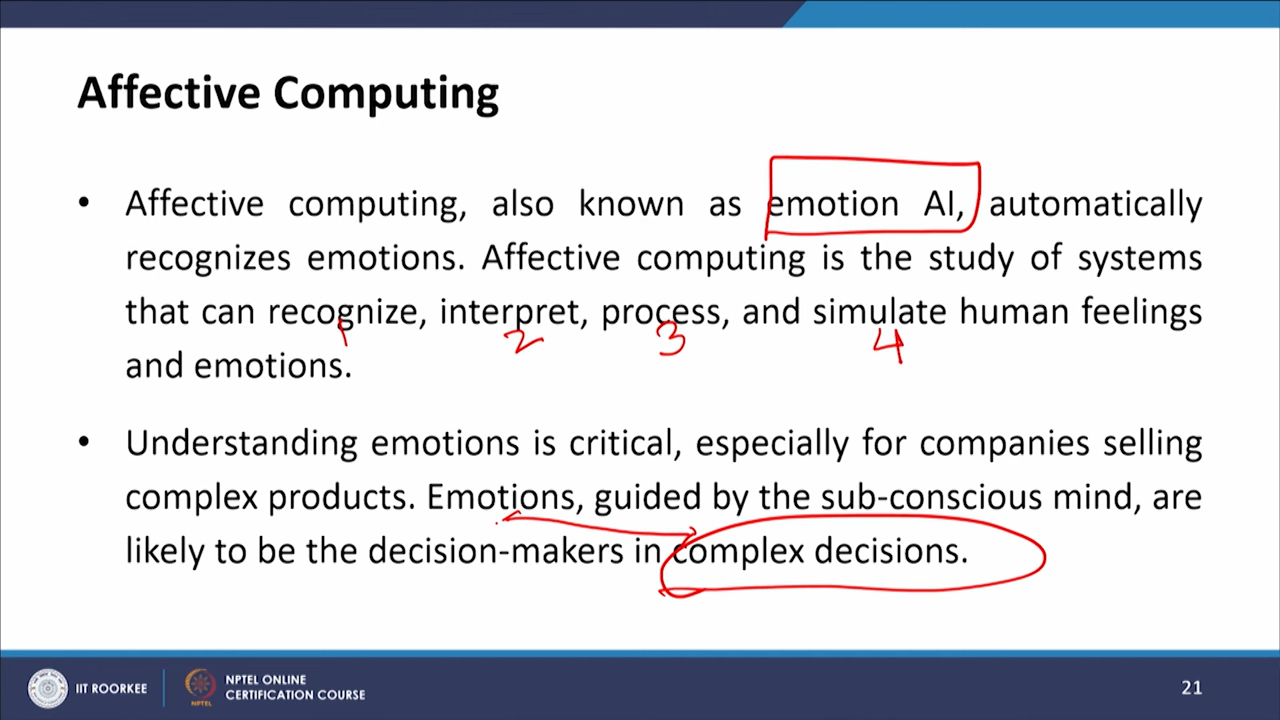 Affective Computing
• Affective computing, also known as emotion AI, automatically
recognizes emotions. Affective computing is the study of systems
that can recognize, interpret, process, and simulate human feelings
1 2 3 4
and emotions.
• Understanding emotions is critical, especially for companies selling
complex products. Emotions, guided by the sub-conscious mind, are
likely to be the decision-makers in complex decisions.
IIT ROORKEE
NPTEL
NPTEL ONLINE
CERTIFICATION COURSE
21